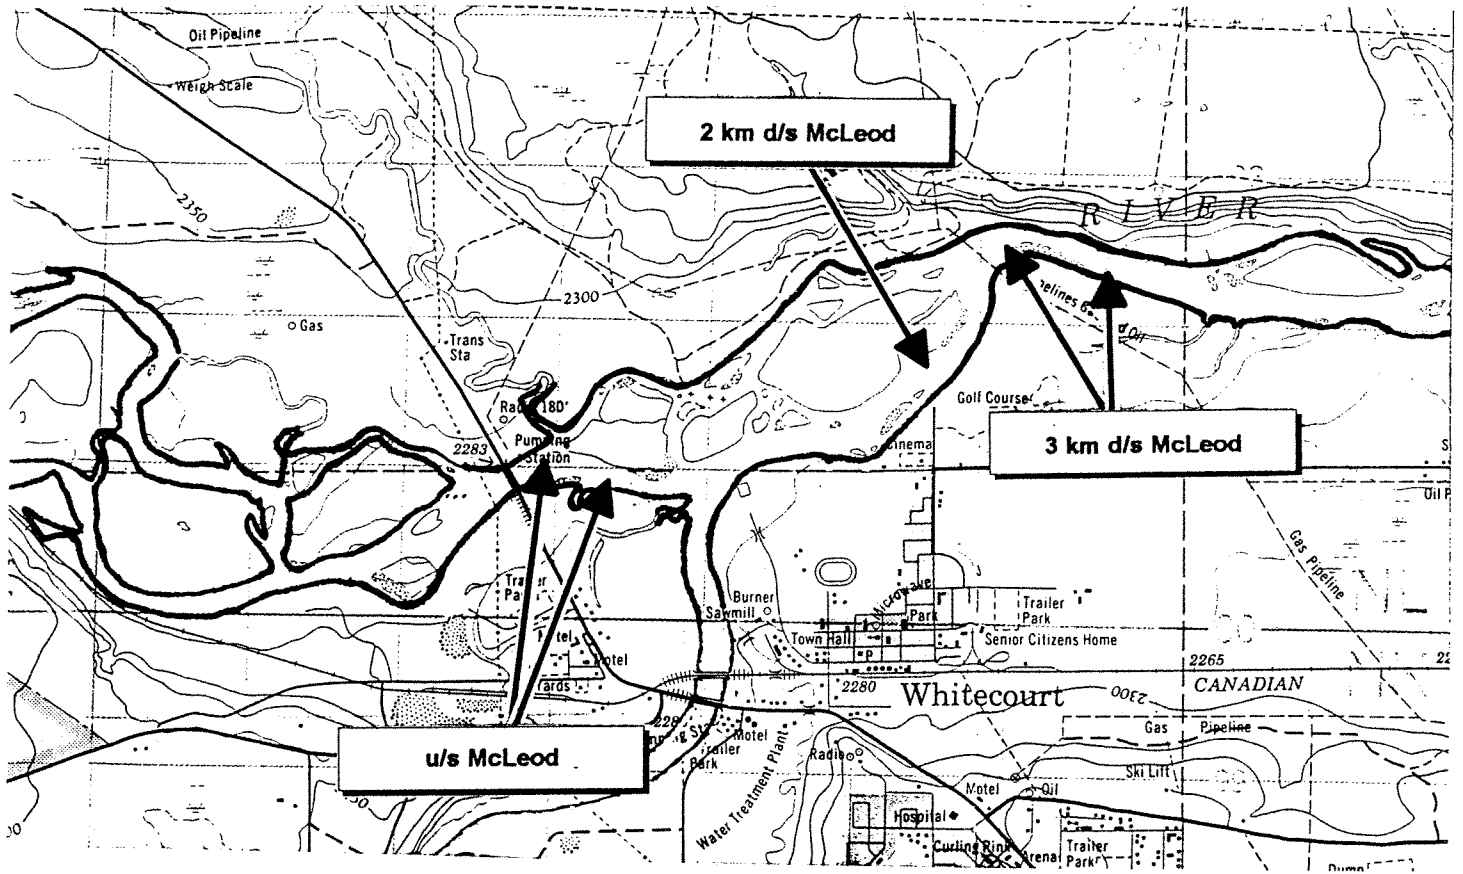 Oil Pipeline
Weigh Scale
2 km d/s McLeod
2350
RIVER
2300
Gas
Trans
Sta
Golf Course
180°
Pumping
Station
2283
Cinema
3 km d/s McLeod
Oil
Gas Pipeline
Burner
Sawmill
Microwave
Park
Trailer
Park
Town Hall
P
Senior Citizens Home
Motel
2265
2280
Whitecourt
2300
CANADIAN
u/s McLeod
Motel
Trailer
Park
Water Treatment Plant
Radio
Gas Pipeline
Ski Lift
Motel
Oil
Hospital
Curling Rink
Arena
Trailer
Park
Dump